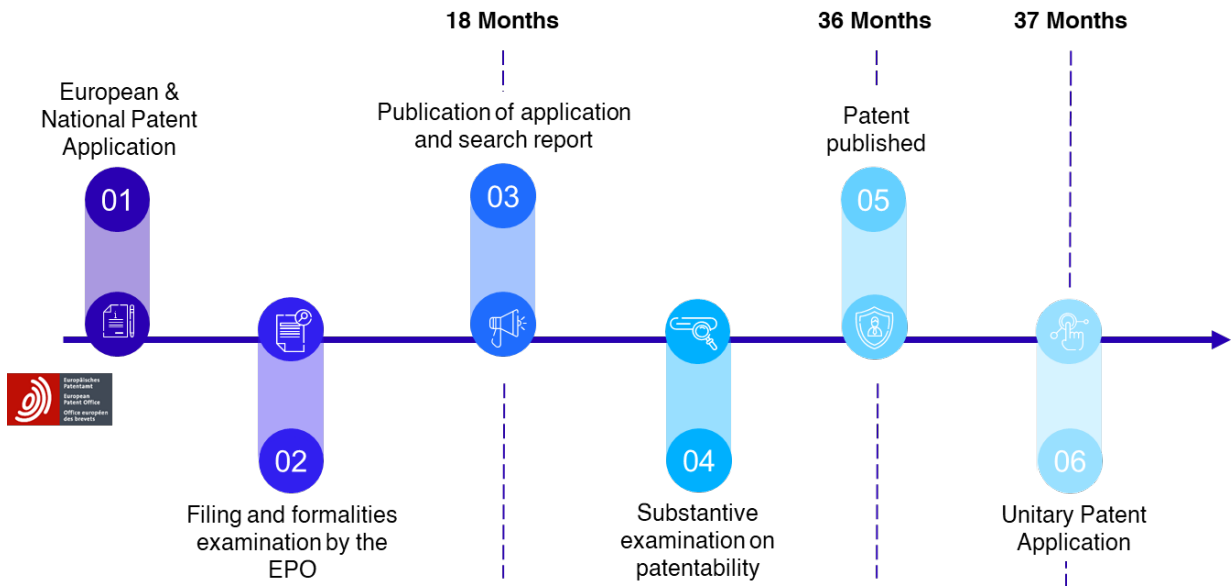 18 Months
36 Months
37 Months
European &
National Patent
Application
Publication of application
and search report
Patent
published
01
03
05
Europäisches
Patentamt
European
Patent Office
Office européen
des brevets
02
04
06
Filing and formalities
examination by the
EPO
Substantive
examination on
patentability
Unitary Patent
Application